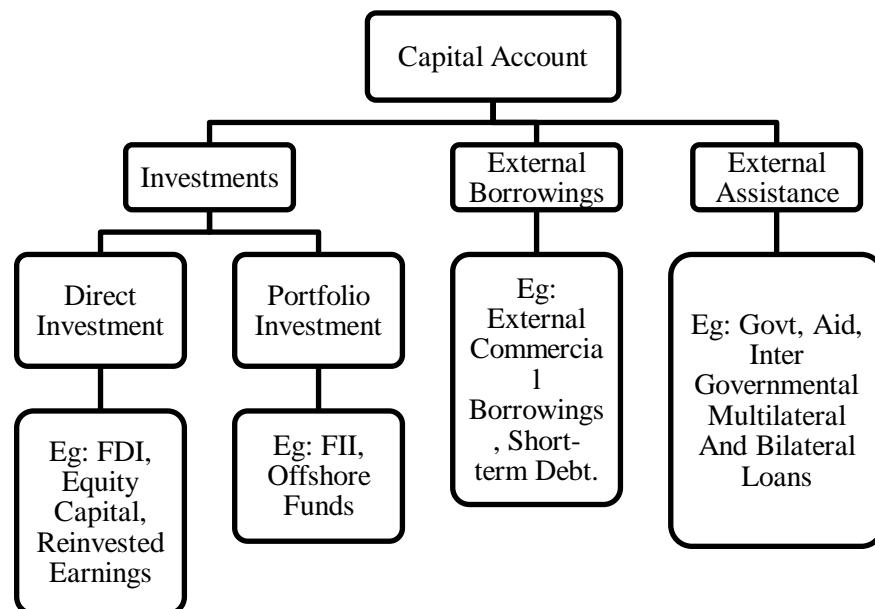 Capital Account
Investments
External
Borrowings
External
Assistance
Direct
Investment
Portfolio
Investment
Eg: FDI,
Equity
Capital,
Reinvested
Earnings
Eg: FII,
Offshore
Funds
Eg:
External
Commercia
l
Borrowings
, Short-
term Debt.
Eg: Govt, Aid,
Inter
Governmental
Multilateral
And Bilateral
Loans